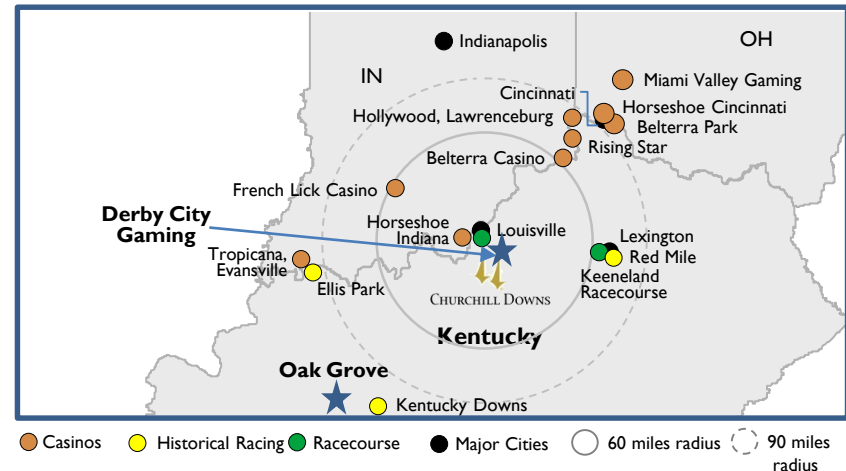 Indianapolis
OH
IN
Miami Valley Gaming
Cincinnati
Horseshoe Cincinnati
Hollywood, Lawrenceburg
Belterra Park
Rising Star
Belterra Casino
French Lick Casino
Derby City
Gaming
Horseshoe
Indiana
Louisville
Lexington
Red Mile
Tropicana,
Evansville
Keeneland
Racecourse
Ellis Park
CHURCHILL DOWNS
Kentucky
Oak Grove
Kentucky Downs
Casinos
Historical Racing
Racecourse
Major Cities
60 miles radius
90 miles
radius